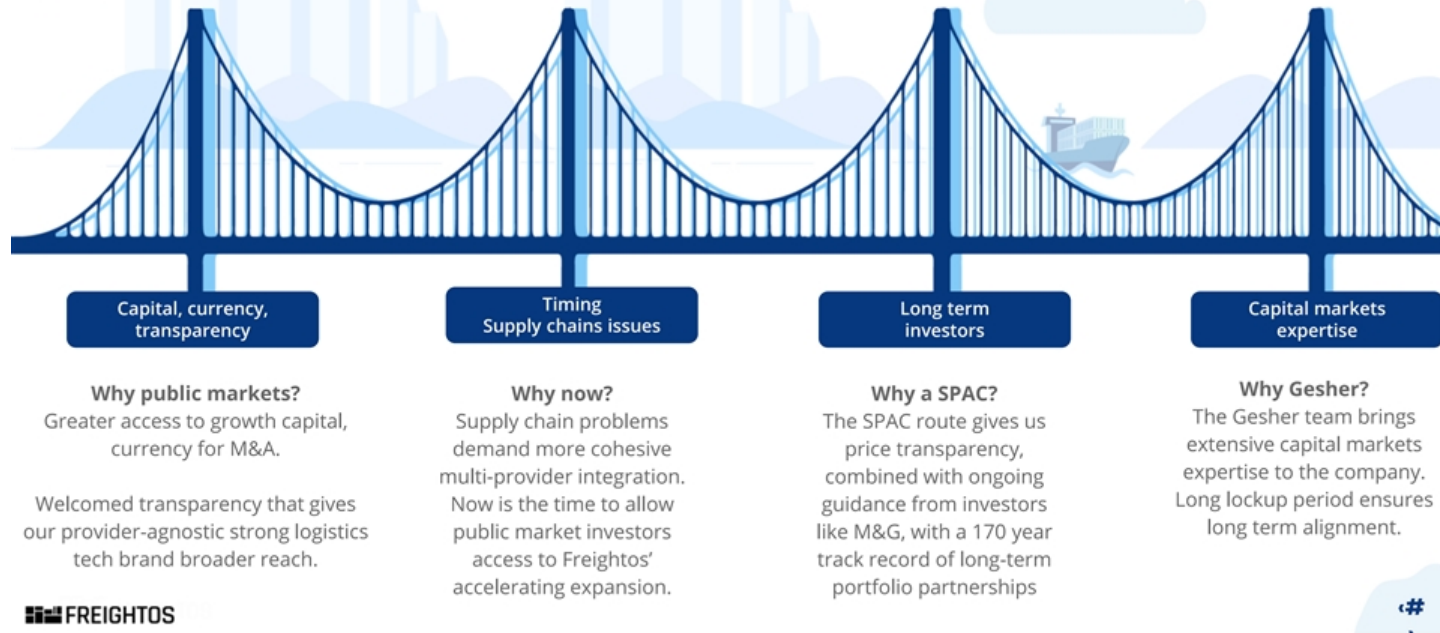 Capital, currency,
transparency
Why public markets?
Greater access to growth capital,
currency for M&A.
Welcomed transparency that gives
our provider-agnostic strong logistics
tech brand broader reach.
Timing
Supply chains issues
Why now?
Supply chain problems
demand more cohesive
multi-provider integration.
Now is the time to allow
public market investors
access to Freightos’
accelerating expansion.
Long term
investors
Why a SPAC?
The SPAC route gives us
price transparency,
combined with ongoing
guidance from investors
like M&G, with a 170 year
track record of long-term
portfolio partnerships
Capital markets
expertise
Why Gesher?
The Gesher team brings
extensive capital markets
expertise to the company.
Long lockup period ensures
long term alignment.
FREIGHTOS
‹#